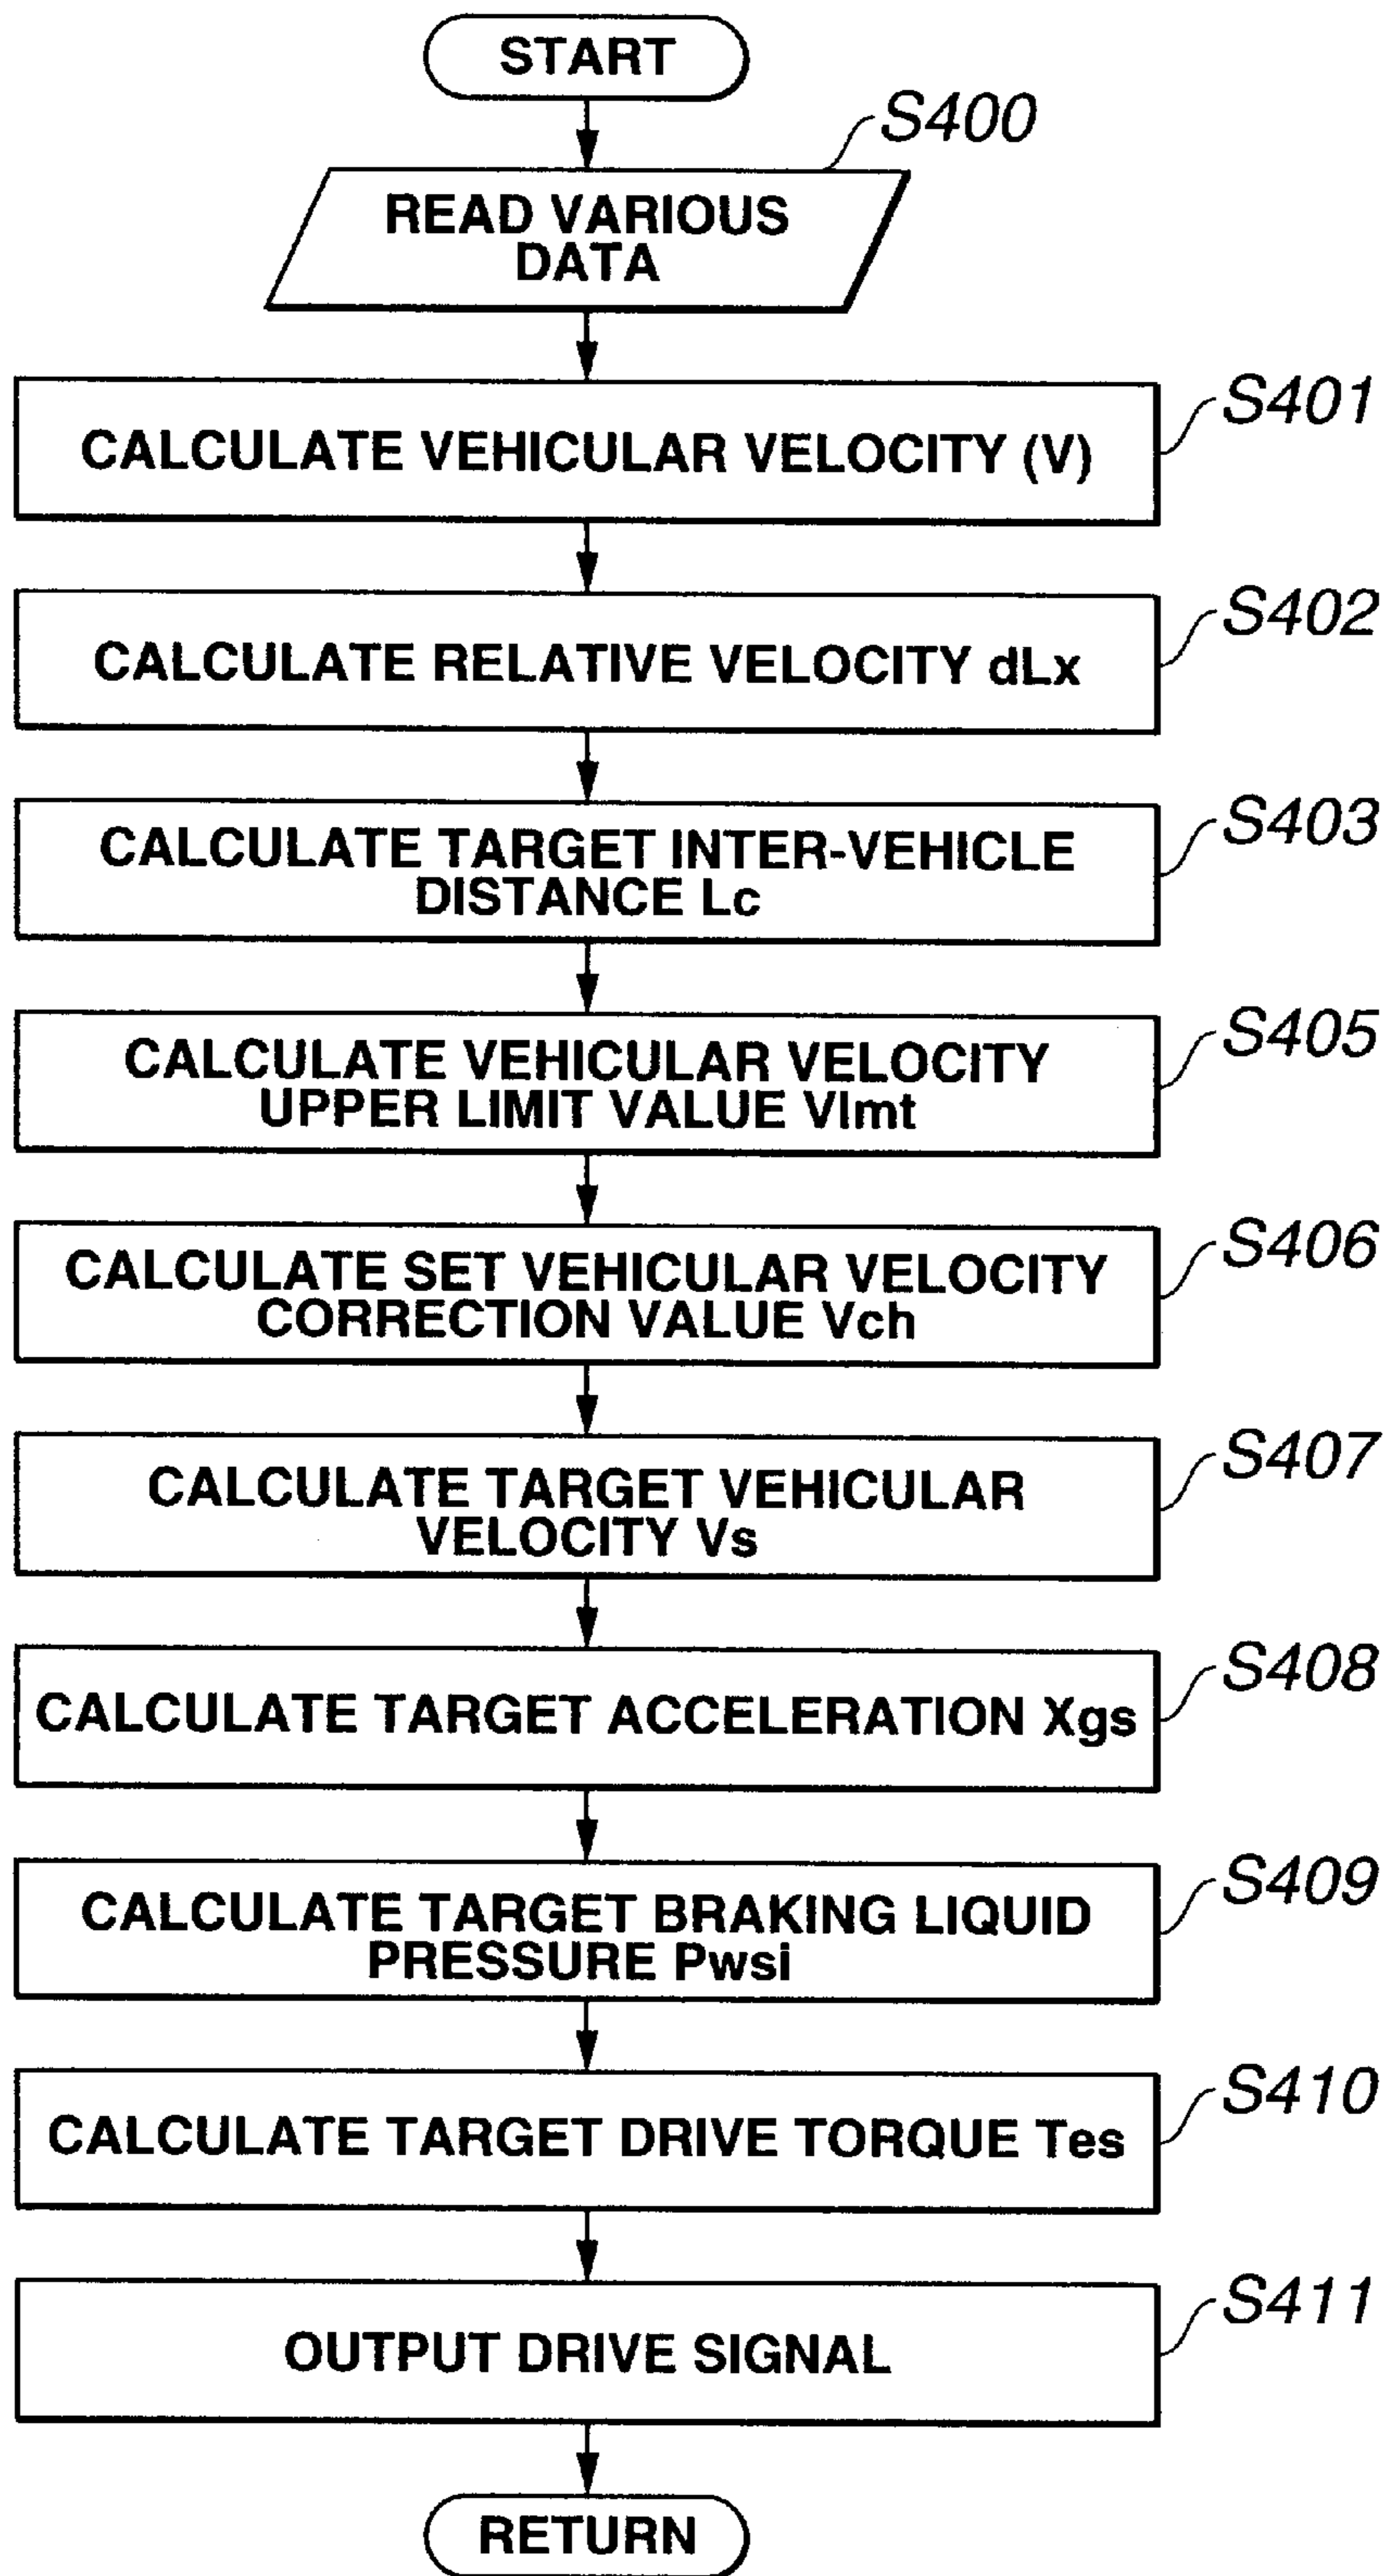 START
S400
READ VARIOUS
DATA
S401
CALCULATE VEHICULAR VELOCITY (V)
S402
CALCULATE RELATIVE VELOCITY dLx
S403
CALCULATE TARGET INTER-VEHICLE
DISTANCE Lc
S405
CALCULATE VEHICULAR VELOCITY
UPPER LIMIT VALUE Vlmt
S406
CALCULATE SET VEHICULAR VELOCITY
CORRECTION VALUE Vch
S407
CALCULATE TARGET VEHICULAR
VELOCITY Vs
S408
CALCULATE TARGET ACCELERATION Xgs
S409
CALCULATE TARGET BRAKING LIQUID
PRESSURE Pwsi
S410
CALCULATE TARGET DRIVE TORQUE Tes
S411
OUTPUT DRIVE SIGNAL
RETURN